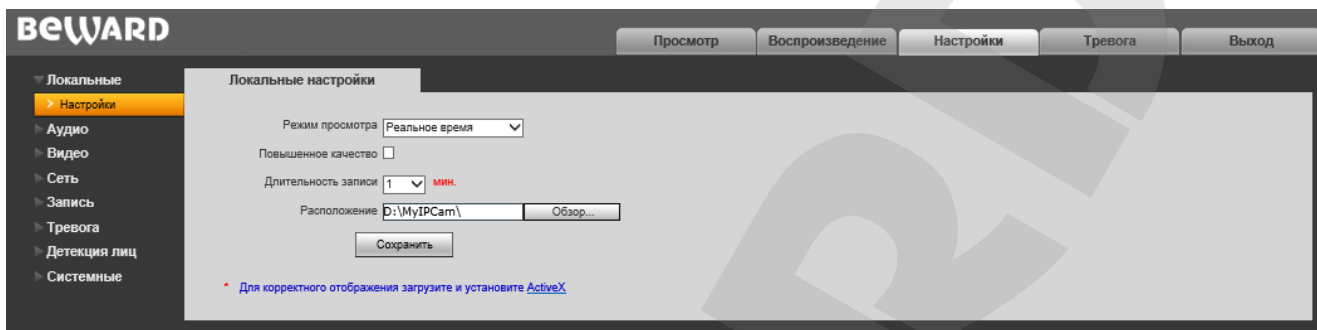 BEWARD
Просмотр Воспроизведение Настройки Тревога Выход
Локальные
> Настройки
Аудио
Видео
Сеть
Запись
Тревога
Детекция лиц
Системные
Локальные настройки
Режим просмотра Реальное время
Повышенное качество
Длительность записи 1 мин.
Расположение D:\MyIPCam\ Обзор...
Сохранить
* Для корректного отображения загрузите и установите ActiveX